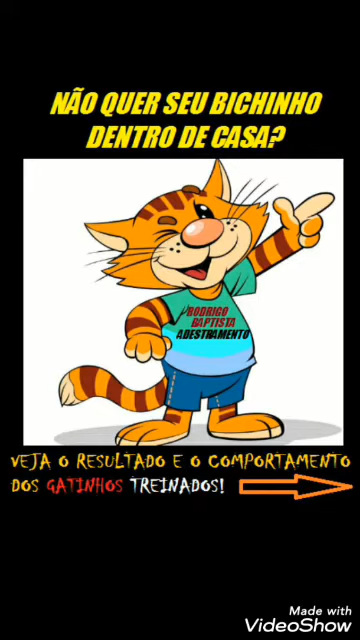 NÃO QUER SEU BICHINHO
DENTRO DE CASA?
RODRIGO
BAPTISTA
ADESTRAMENTO
VEJA O RESULTADO E O COMPORTAMENTO
DOS GATINHOS TREINADOS!
Made with
VideoShow